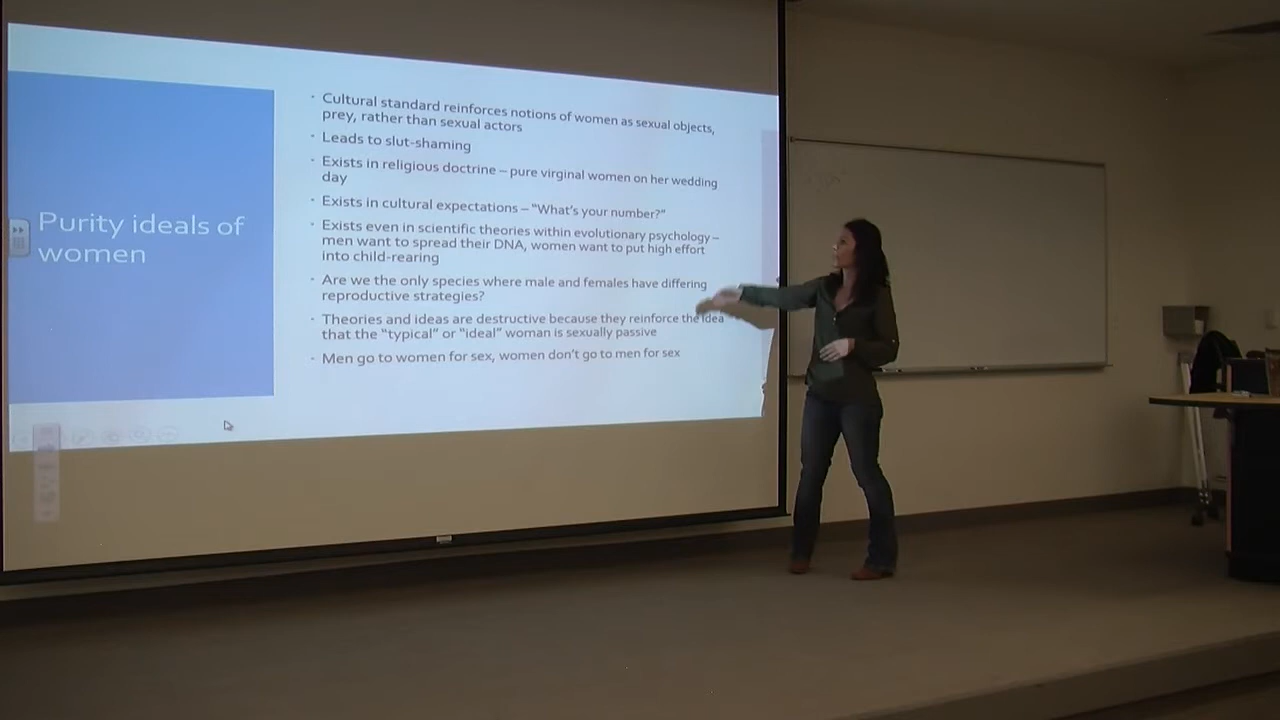 Purity ideals of
women
· Cultural standard reinforces notions of women as sexual objects,
prey, rather than sexual actors
· Leads to slut-shaming
· Exists in religious doctrine – pure virginal women on her wedding
day
· Exists in cultural expectations – “What’s your number?”
· Exists even in scientific theories within evolutionary psychology –
men want to spread their DNA, women want to put high effort
into child-rearing
· Are we the only species where male and females have differing
reproductive strategies?
· Theories and ideas are destructive because they reinforce the idea
that the “typical” or “ideal” woman is sexually passive
· Men go to women for sex, women don’t go to men for sex